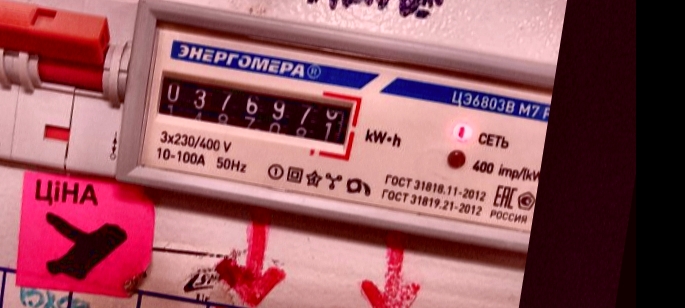 ЭНЕРГОМЕРА®
ЦЭ6803В М7 Р
037697
kW•h
СЕТЬ
400 imp/kW
3x230/400 V
10-100A 50Hz
ГОСТ 31818.11-2012
ГОСТ 31819.21-2012
ЕАС
РОССИЯ
ЦІНА